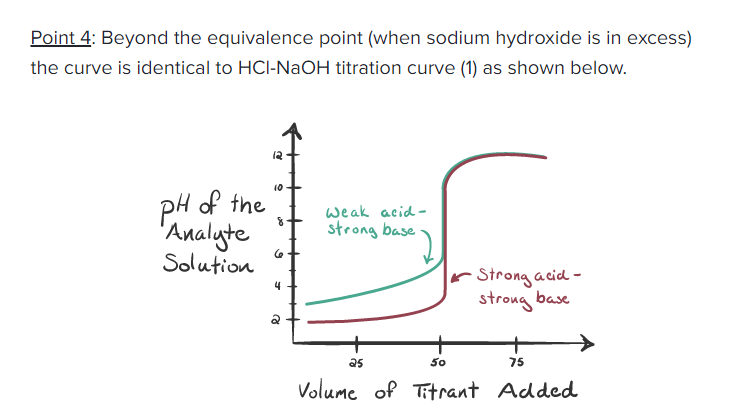 Point 4: Beyond the equivalence point (when sodium hydroxide is in excess)
the curve is identical to HCl-NaOH titration curve (1) as shown below.
12
10
8
6
4
2
pH of the
Analyte
Solution
Weak acid-
strong base
Strong acid-
strong base
25
50
75
Volume of Titrant Added